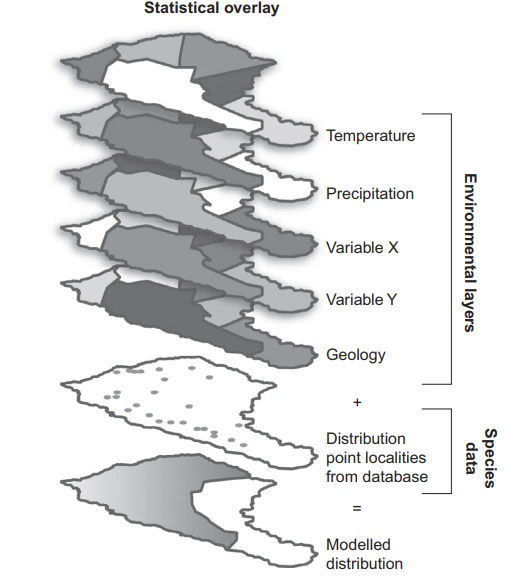 Statistical overlay
Temperature
Precipitation
Variable X
Variable Y
Geology
Environmental layers
+
Distribution
point localities
from database
Species
data
=
Modelled
distribution